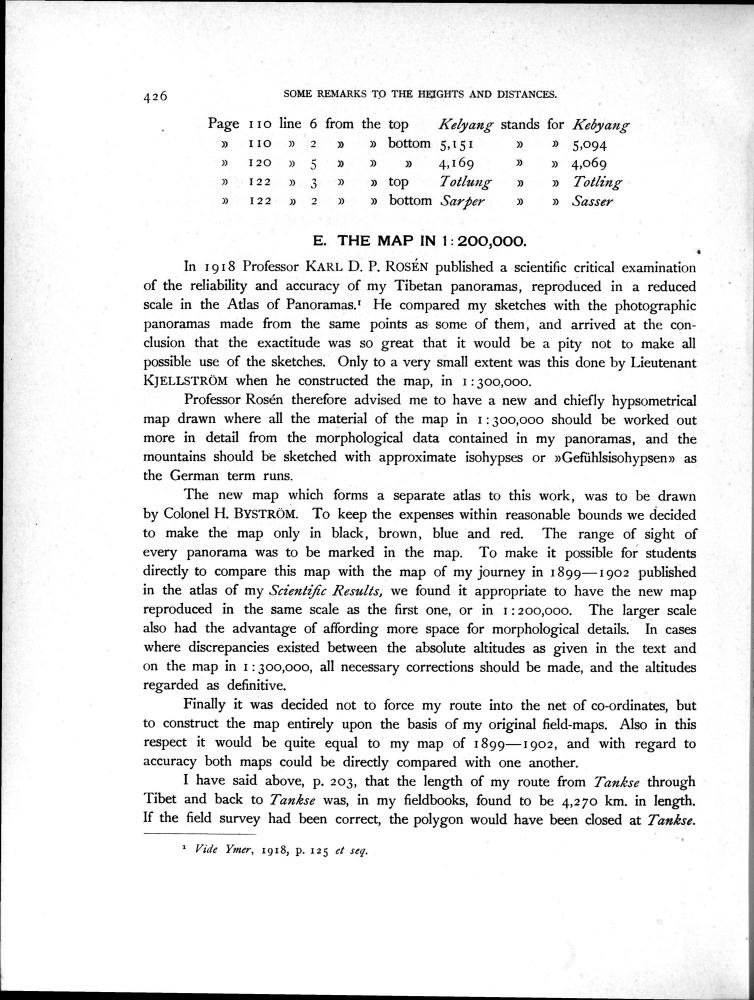 426
SOME REMARKS TO THE HEIGHTS AND DISTANCES.
Page 110 line 6 from the top Kelyang stands for Kebyang
» 110 » 2 » » bottom 5,151 » » 5,094
» 120 » 5 » » » 4,169 » » 4,069
» 122 » 3 » » top Totlung » » Totling
» 122 » 2 » » bottom Sarper » » Sasser
E. THE MAP IN 1:200,000.
In 1918 Professor KARL D. P. ROSÉN published a scientific critical examination
of the reliability and accuracy of my Tibetan panoramas, reproduced in a reduced
scale in the Atlas of Panoramas.¹ He compared my sketches with the photographic
panoramas made from the same points as some of them, and arrived at the con-
clusion that the exactitude was so great that it would be a pity not to make all
possible use of the sketches. Only to a very small extent was this done by Lieutenant
KJELLSTRÖM when he constructed the map, in 1:300,000.
Professor Rosén therefore advised me to have a new and chiefly hypsometrical
map drawn where all the material of the map in 1:300,000 should be worked out
more in detail from the morphological data contained in my panoramas, and the
mountains should be sketched with approximate isohypses or »Gefühlsisohypsen» as
the German term runs.
The new map which forms a separate atlas to this work, was to be drawn
by Colonel H. BYSTRÖM. To keep the expenses within reasonable bounds we decided
to make the map only in black, brown, blue and red. The range of sight of
every panorama was to be marked in the map. To make it possible for students
directly to compare this map with the map of my journey in 1899—1902 published
in the atlas of my Scientific Results, we found it appropriate to have the new map
reproduced in the same scale as the first one, or in 1:200,000. The larger scale
also had the advantage of affording more space for morphological details. In cases
where discrepancies existed between the absolute altitudes as given in the text and
on the map in 1:300,000, all necessary corrections should be made, and the altitudes
regarded as definitive.
Finally it was decided not to force my route into the net of co-ordinates, but
to construct the map entirely upon the basis of my original field-maps. Also in this
respect it would be quite equal to my map of 1899—1902, and with regard to
accuracy both maps could be directly compared with one another.
I have said above, p. 203, that the length of my route from Tankse through
Tibet and back to Tankse was, in my fieldbooks, found to be 4,270 km. in length.
If the field survey had been correct, the polygon would have been closed at Tankse.
¹ Vide Ymer, 1918, p. 125 et seq.